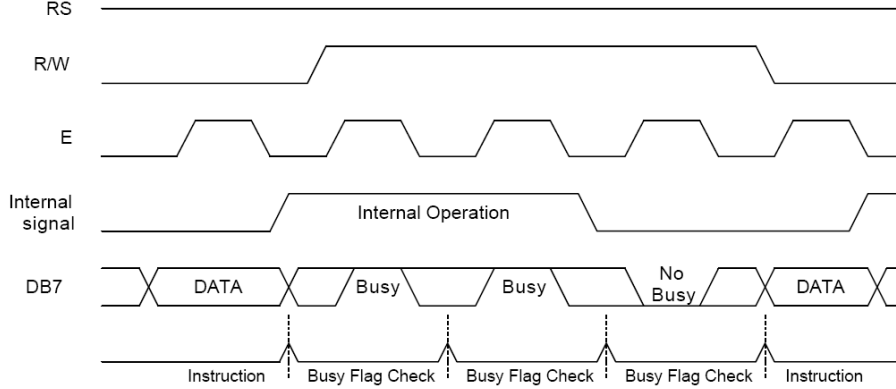 RS
R/W
E
Internal
signal
Internal Operation
DB7
DATA
Busy
Busy
No
Busy
DATA
Instruction
Busy Flag Check
Busy Flag Check
Busy Flag Check
Instruction